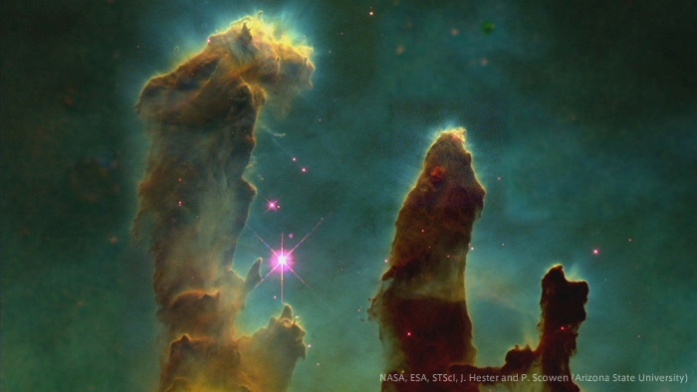 NASA, ESA, STScI, J. Hester and P. Scowen (Arizona State University)